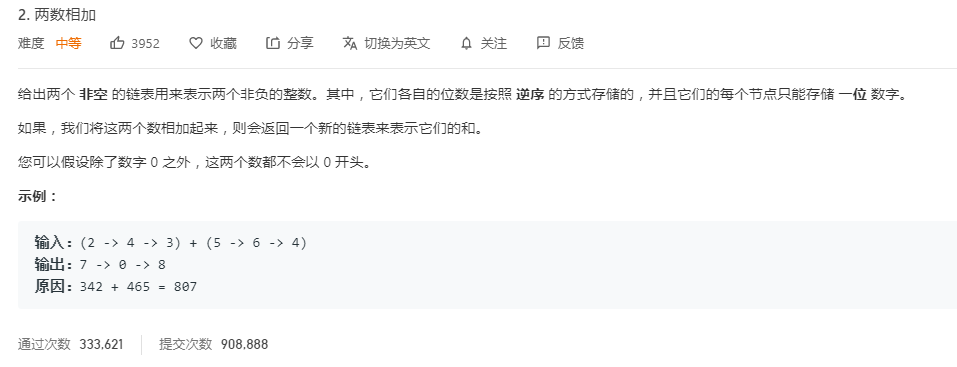 2. 两数相加
难度 中等 3952 收藏 分享 切换为英文 关注 反馈
给出两个 非空 的链表用来表示两个非负的整数。其中，它们各自的位数是按照 逆序 的方式存储的，并且它们的每个节点只能存储 一位 数字。
如果，我们将这两个数相加起来，则会返回一个新的链表来表示它们的和。
您可以假设除了数字 0 之外，这两个数都不会以 0 开头。
示例：
输入：(2 -> 4 -> 3) + (5 -> 6 -> 4)
输出：7 -> 0 -> 8
原因：342 + 465 = 807
通过次数 333,621 提交次数 908,888